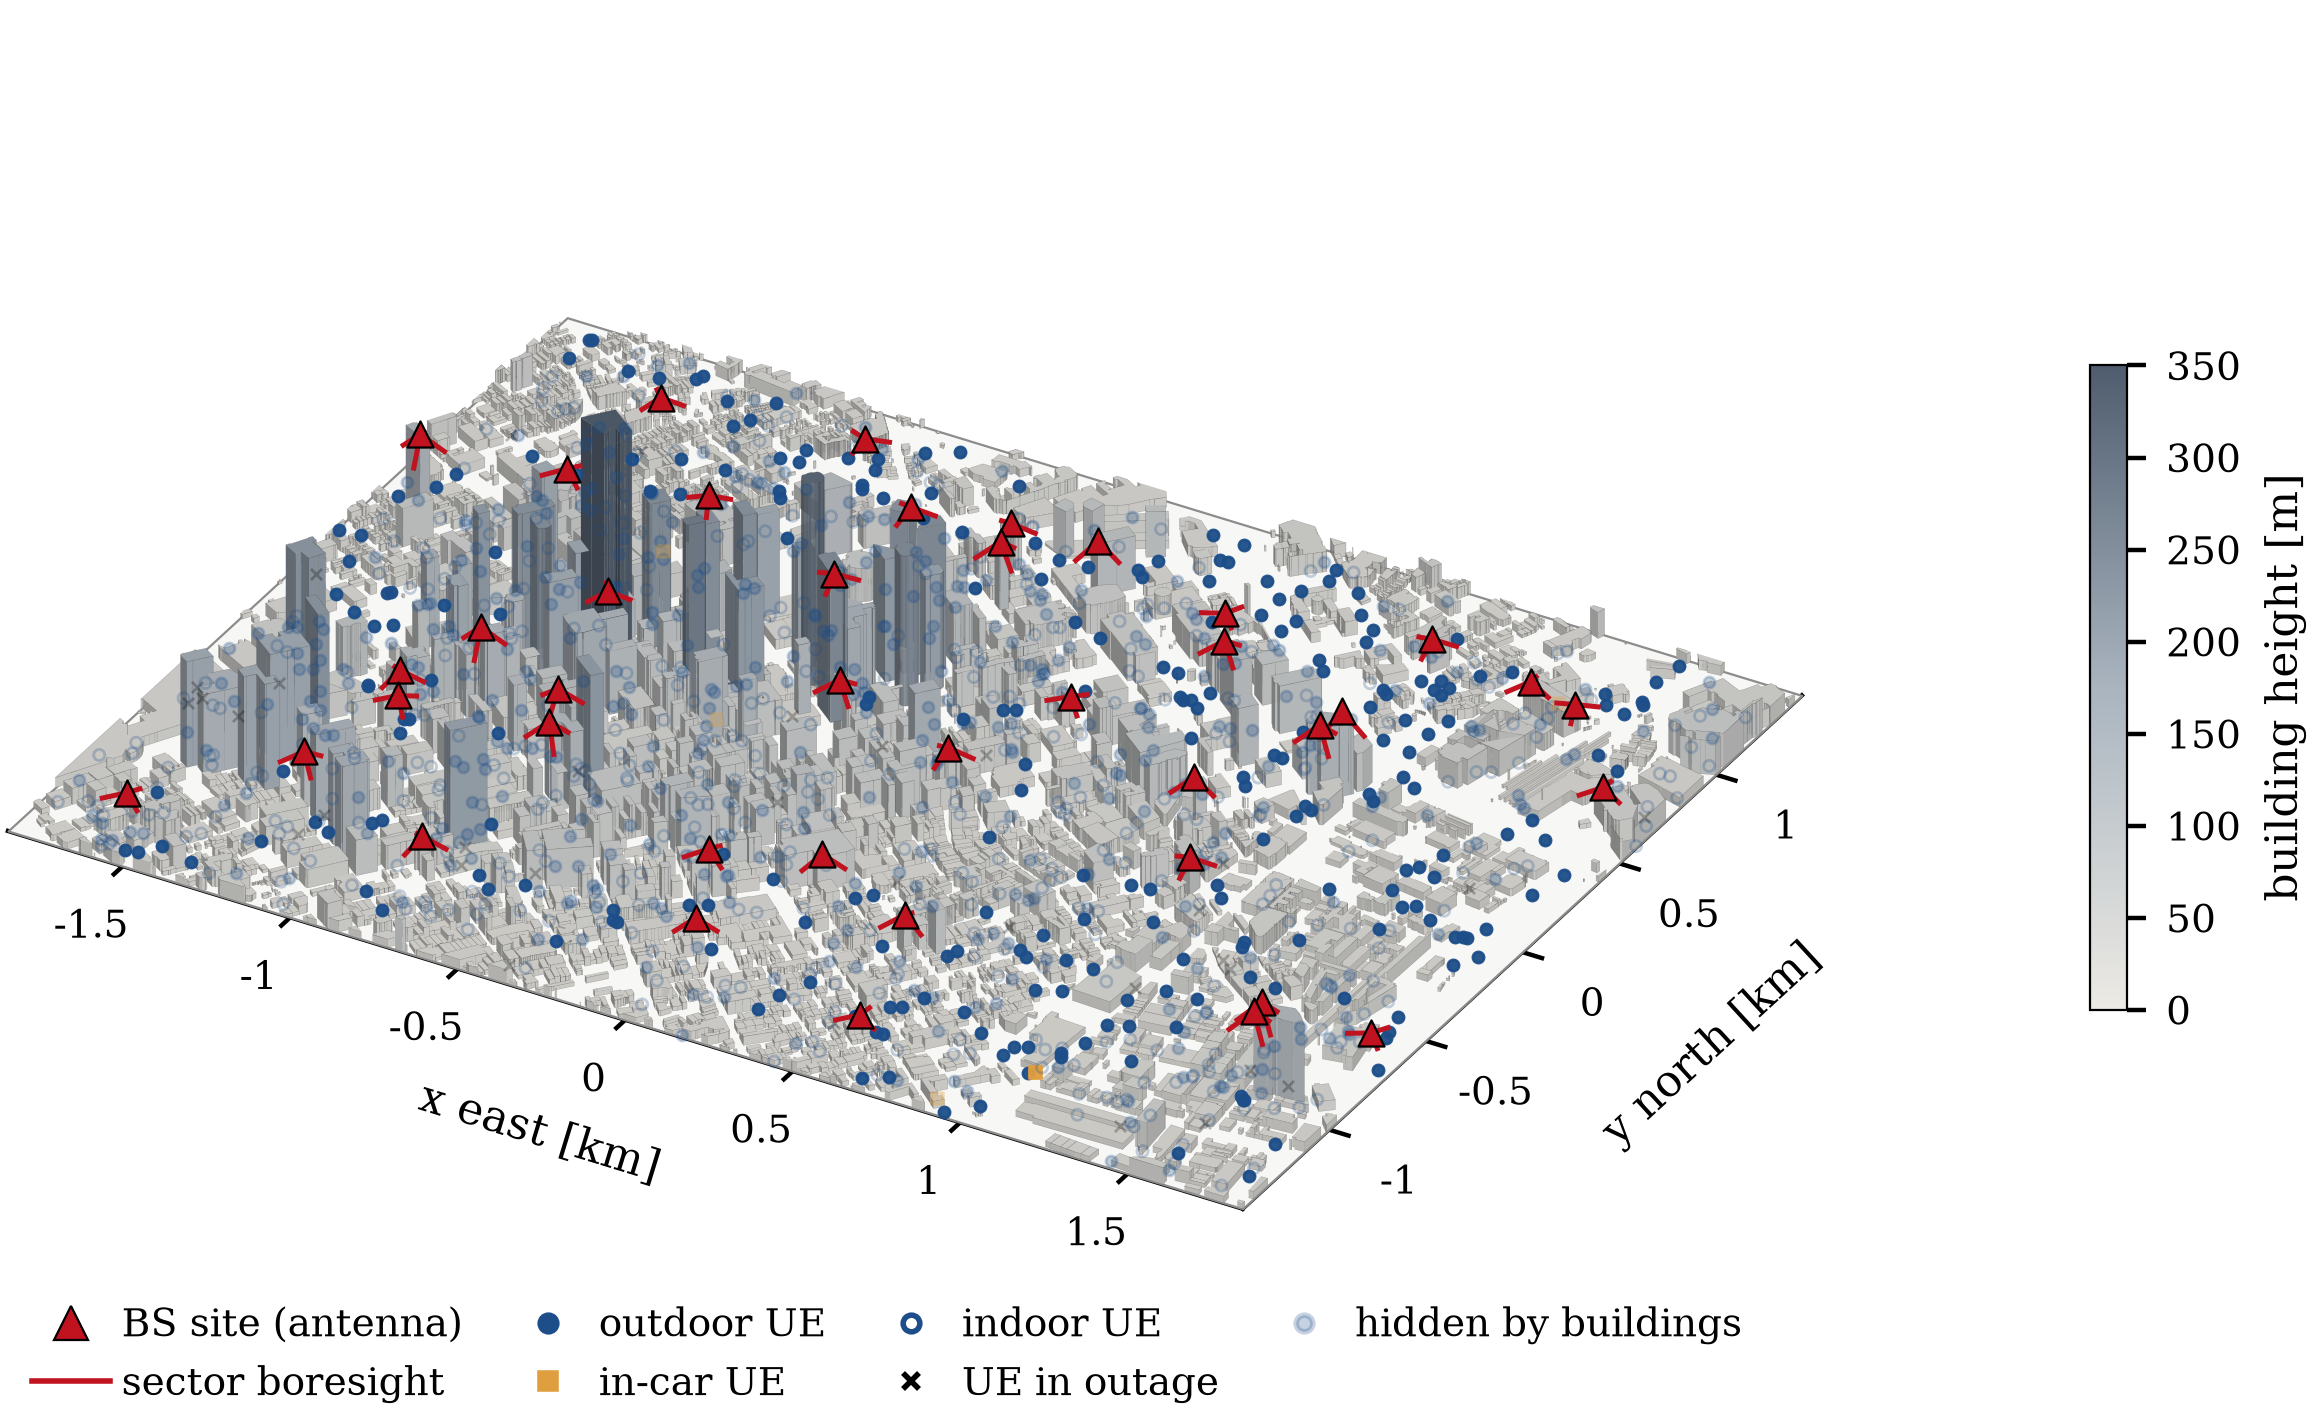 350
300
250
200
150
100
50
0
building height [m]
-1.5
-1
-0.5
0
0.5
1
1.5
x east [km]
1
0.5
0
-0.5
-1
y north [km]
BS site (antenna)
outdoor UE
indoor UE
hidden by buildings
sector boresight
in-car UE
UE in outage